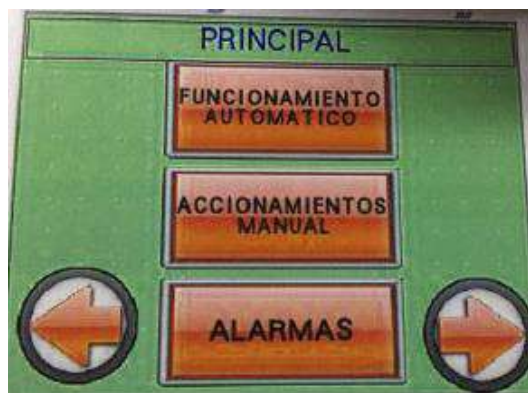 PRINCIPAL
FUNCIONAMIENTO
AUTOMATICO
ACCIONAMIENTOS
MANUAL
ALARMAS